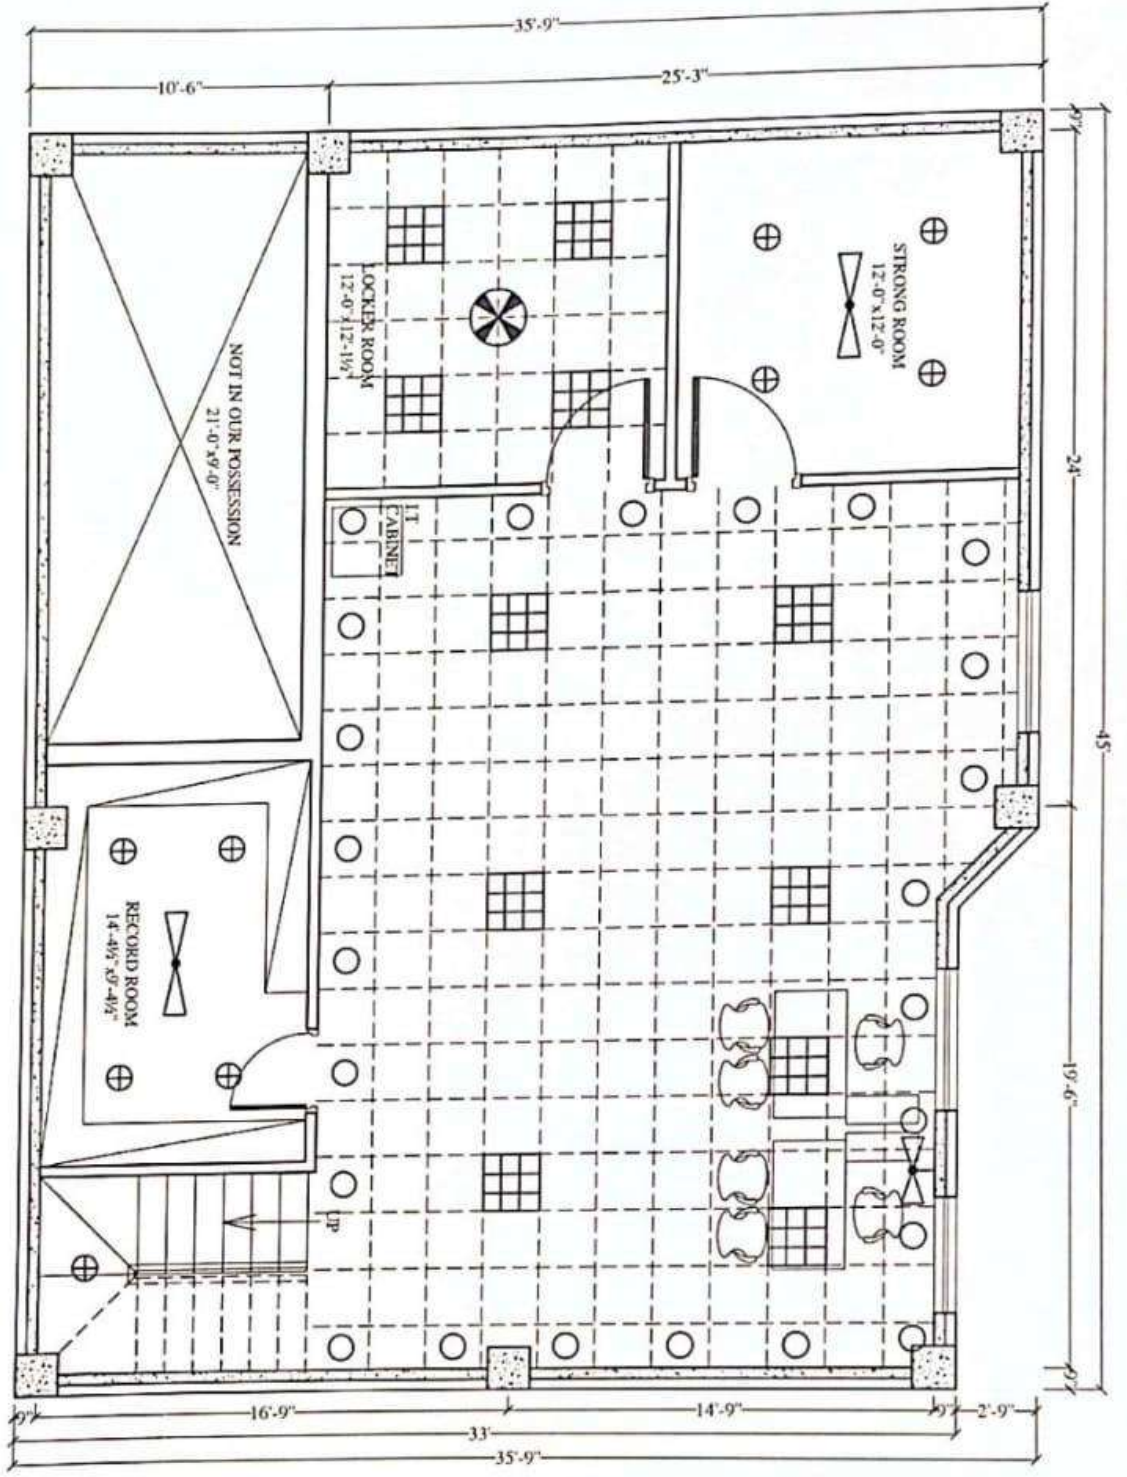 35'-9"
10'-6"
25'-3"
9"
STRONG ROOM
12'-0"x12'-0"
LOCKER ROOM
12'-0"x12'-1½"
NOT IN OUR POSSESSION
21'-0"x9'-0"
24'
I.T
CABINET
45'
RECORD ROOM
14'-4½"x9'-4½"
19'-6"
UP
9"
9"
16'-9"
14'-9"
9"
2'-9"
33'
35'-9"